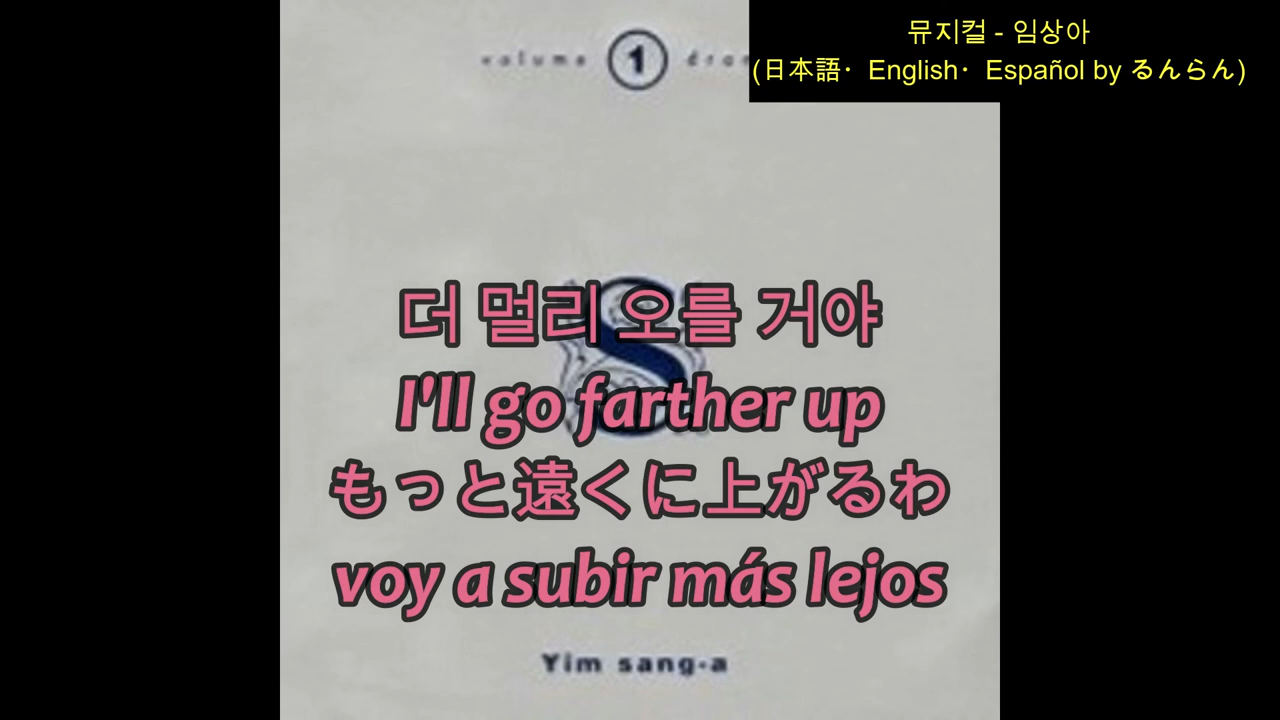 volume 1
뮤지컬 - 임상아
(日本語· English· Español by るんらん)
더 멀리 오를 거야
I'll go farther up
もっと遠くに上がるわ
voy a subir más lejos
Yim sang-a